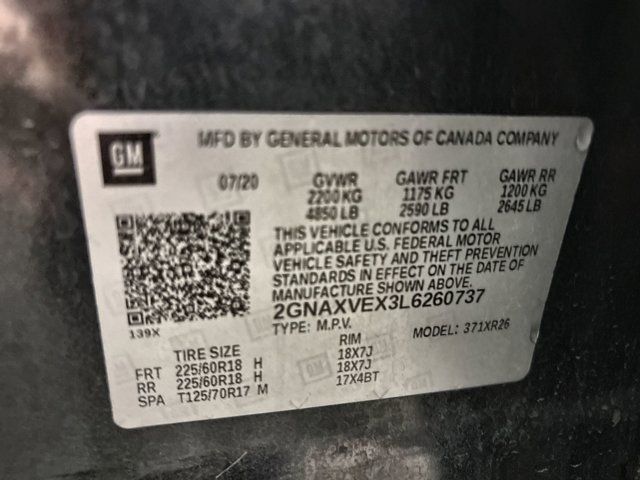 GM
MFD BY GENERAL MOTORS OF CANADA COMPANY
07/20 GVWR GAWR FRT GAWR RR
2200 KG 1175 KG 1200 KG
4850 LB 2590 LB 2645 LB
THIS VEHICLE CONFORMS TO ALL
APPLICABLE U.S. FEDERAL MOTOR
VEHICLE SAFETY AND THEFT PREVENTION
STANDARDS IN EFFECT ON THE DATE OF
MANUFACTURE SHOWN ABOVE.
2GNAXVEX3L6260737
139X
TYPE: M.P.V. MODEL: 371XR26
TIRE SIZE RIM
FRT 225/60R18 H 18X7J
RR 225/60R18 H 18X7J
SPA T125/70R17 M 17X4BT